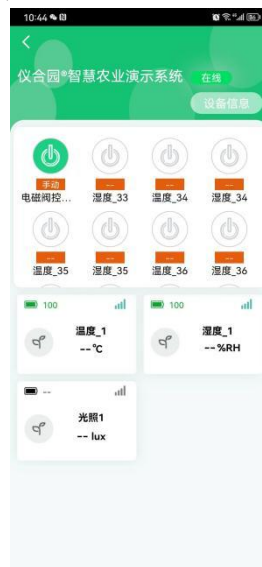 10:44
仪合园®智慧农业演示系统 在线
设备信息
手动 -- -- --
电磁阀控... 湿度_33 温度_34 湿度_34
-- -- -- --
温度_35 湿度_35 温度_36 湿度_36
100 100
温度_1 湿度_1
--℃ --%RH
--
光照1
-- lux